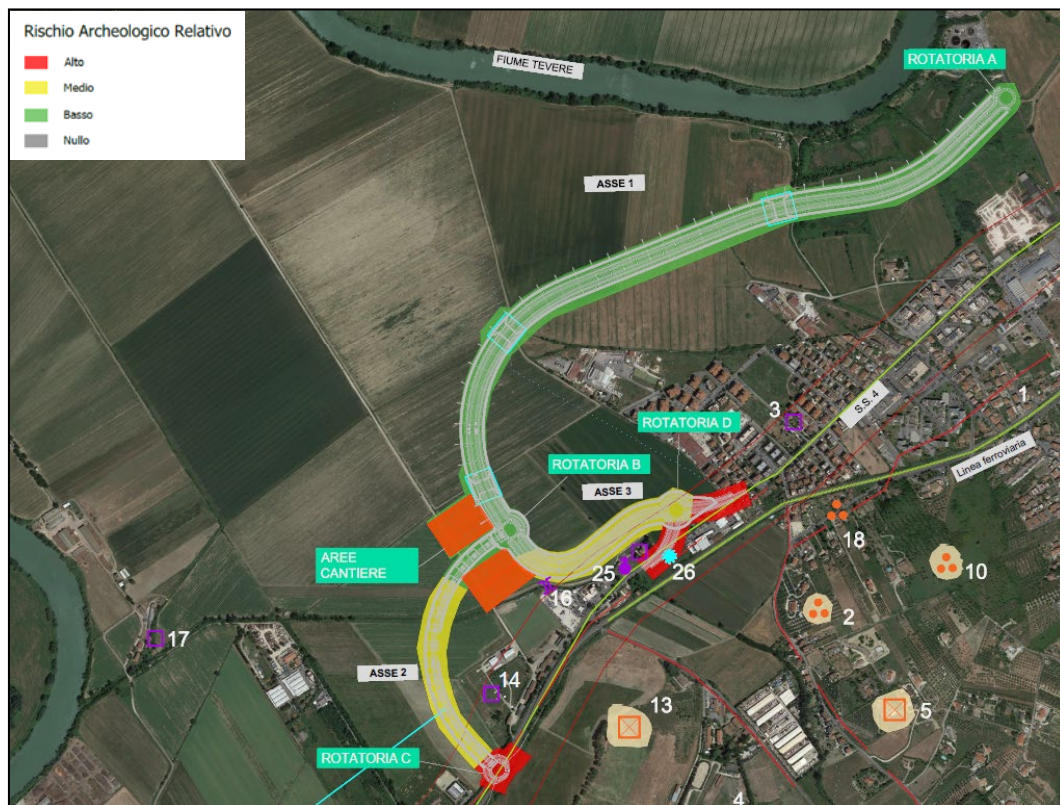 Rischio Archeologico Relativo
Alto
Medio
Basso
Nullo
FIUME TEVERE
ROTATORIA A
ASSE 1
3
S.S. 4
1
ROTATORIA D
Linea ferroviaria
ROTATORIA B
ASSE 3
18
AREE
CANTIERE
25
26
10
16
2
17
ASSE 2
14
13
5
ROTATORIA C
4